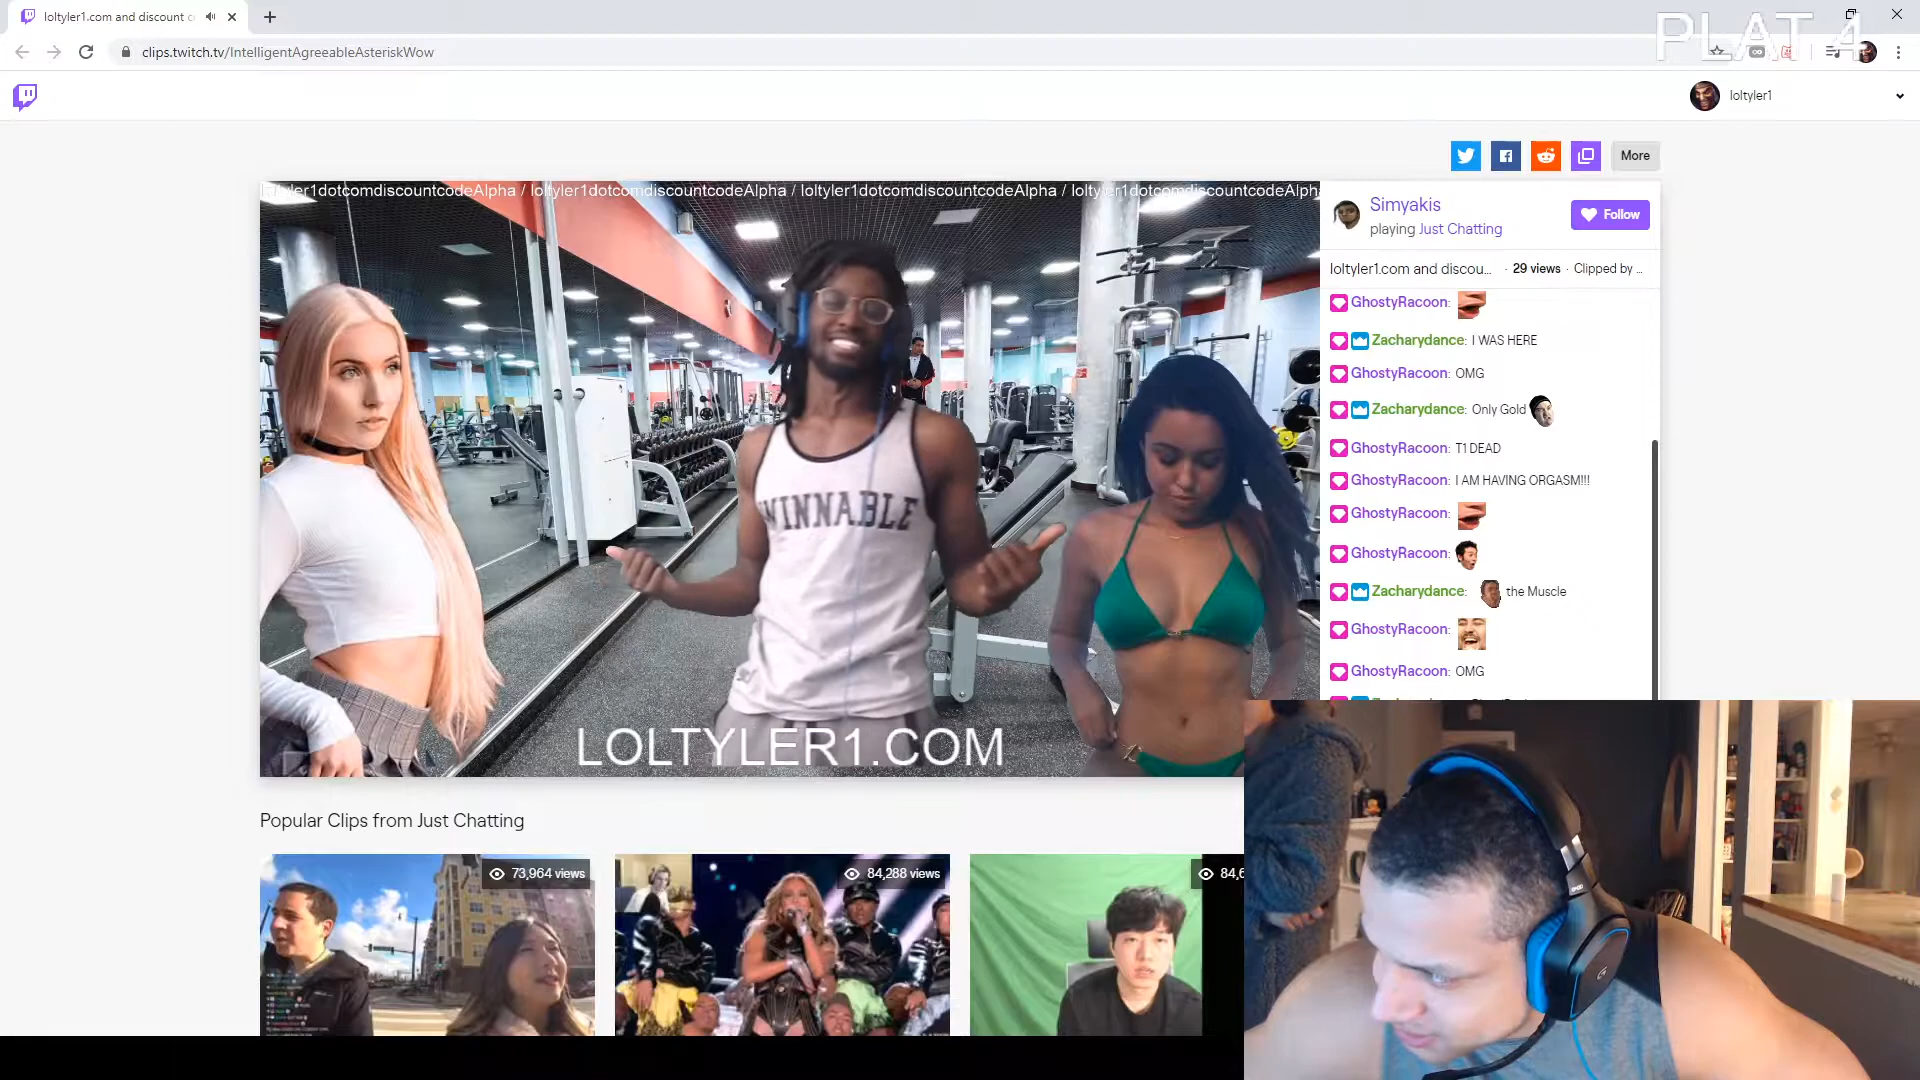 loltyler1.com and discount c
PLAT 4
clips.twitch.tv/IntelligentAgreeableAsteriskWow
loltyler1
More
loltyler1dotcomdiscountcodeAlpha / loltyler1dotcomdiscountcodeAlpha / loltyler1dotcomdiscountcodeAlpha / loltyler1dotcomdiscountcodeAlpha
Simyakis
Follow
playing Just Chatting
loltyler1.com and discou... · 29 views · Clipped by ...
GhostyRacoon:
Zacharydance: I WAS HERE
GhostyRacoon: OMG
Zacharydance: Only Gold
GhostyRacoon: T1 DEAD
GhostyRacoon: I AM HAVING ORGASM!!!
GhostyRacoon:
GhostyRacoon:
Zacharydance: the Muscle
GhostyRacoon:
GhostyRacoon: OMG
WINNABLE
LOLTYLER1.COM
Popular Clips from Just Chatting
73,964 views
84,288 views
84,6